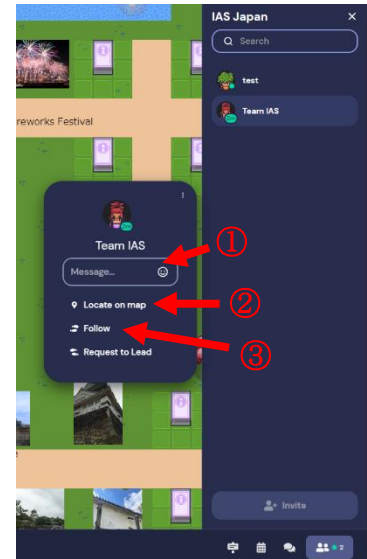 IAS Japan
Search
test
Team IAS
reworks Festival
Team IAS
Message...
①
Locate on map
②
Follow
③
Request to Lead
e
Invite
2